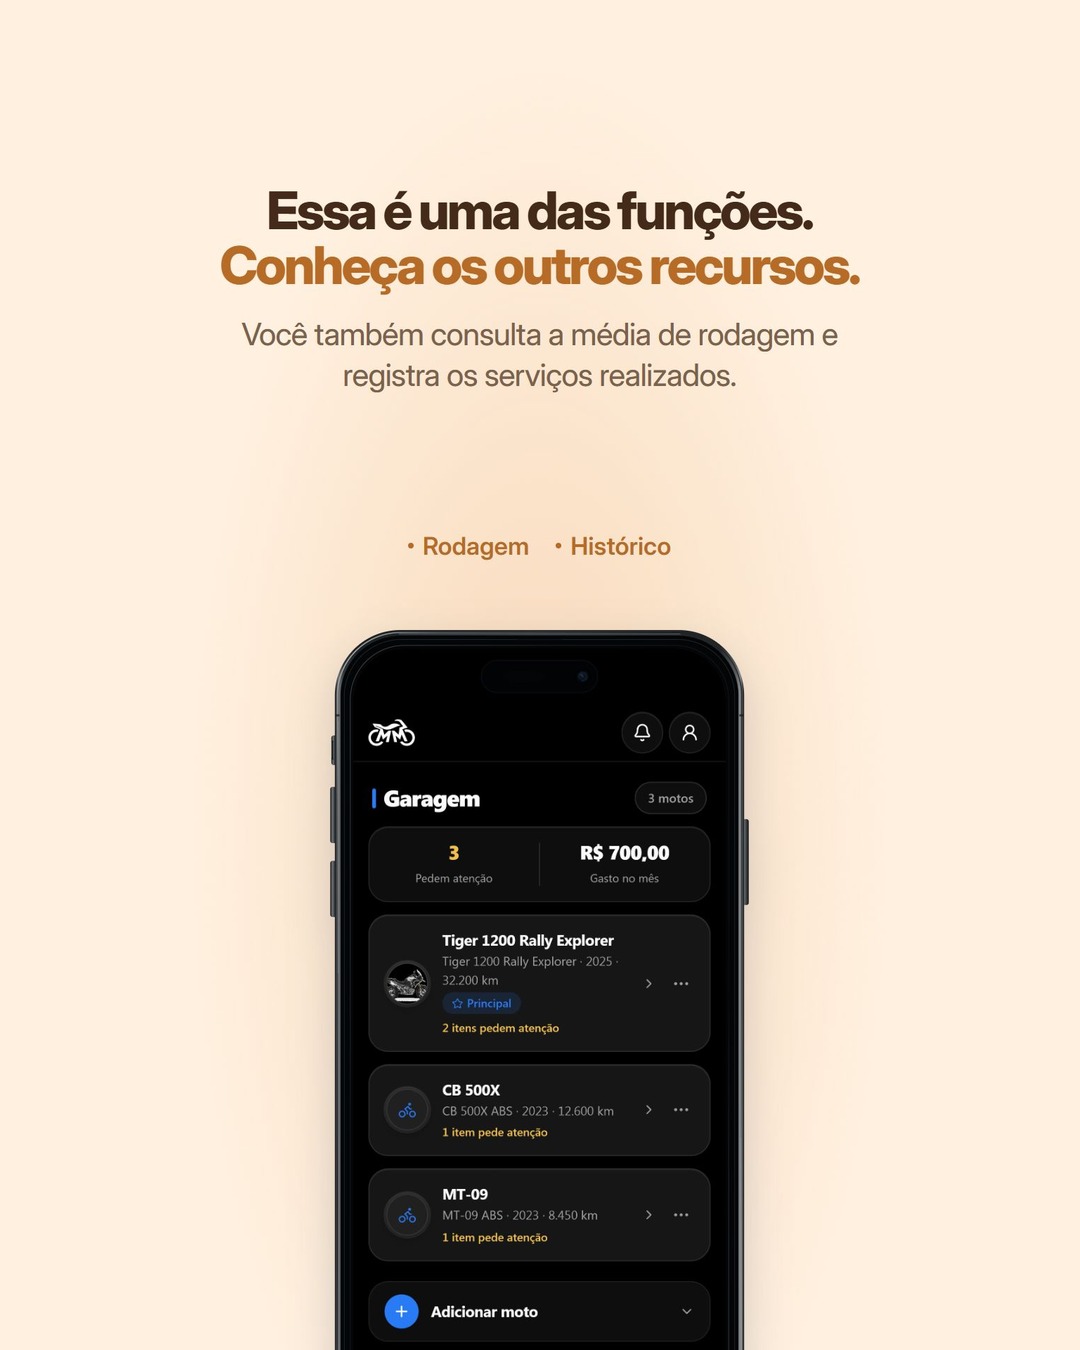 Essa é uma das funções.
Conheça os outros recursos.
Você também consulta a média de rodagem e
registra os serviços realizados.
• Rodagem • Histórico
MM
Garagem
3 motos
3
Pedem atenção
R$ 700,00
Gasto no mês
Tiger 1200 Rally Explorer
Tiger 1200 Rally Explorer · 2025 ·
32.200 km
Principal
2 itens pedem atenção
CB 500X
CB 500X ABS · 2023 · 12.600 km
1 item pede atenção
MT-09
MT-09 ABS · 2023 · 8.450 km
1 item pede atenção
Adicionar moto